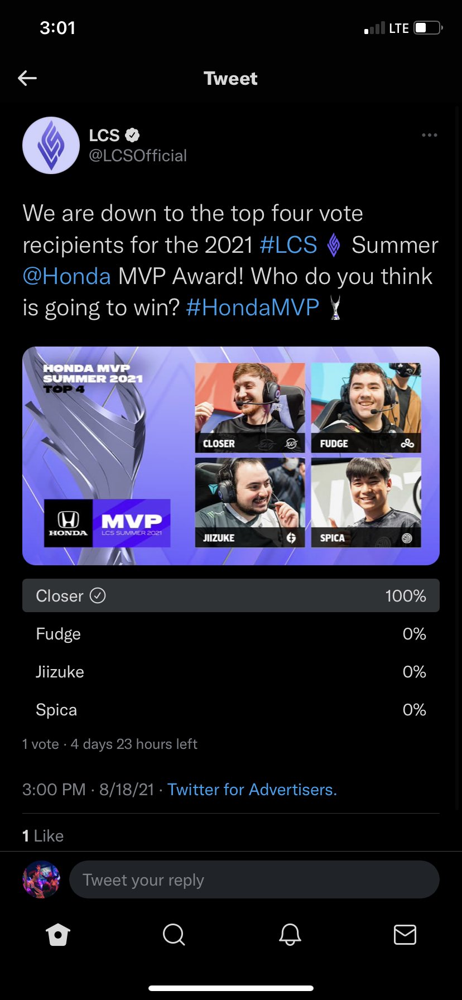 3:01
LTE
Tweet
LCS
@LCSOfficial
We are down to the top four vote
recipients for the 2021 #LCS Summer
@Honda MVP Award! Who do you think
is going to win? #HondaMVP
HONDA MVP
SUMMER 2021
TOP 4
CLOSER
FUDGE
JIIZUKE
SPICA
HONDA
MVP
LCS SUMMER 2021
Closer 100%
Fudge 0%
Jiizuke 0%
Spica 0%
1 vote · 4 days 23 hours left
3:00 PM · 8/18/21 · Twitter for Advertisers.
1 Like
Tweet your reply